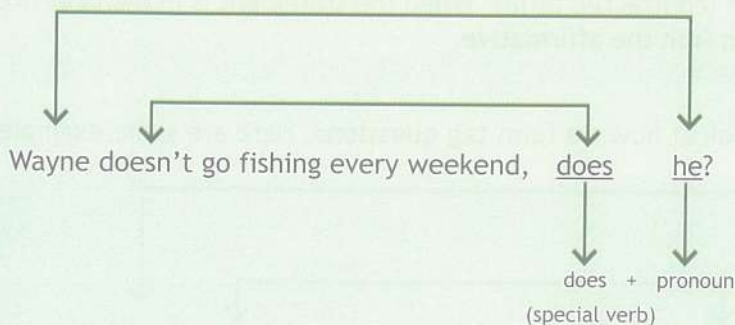 Wayne doesn't go fishing every weekend, does he?
does + pronoun
(special verb)